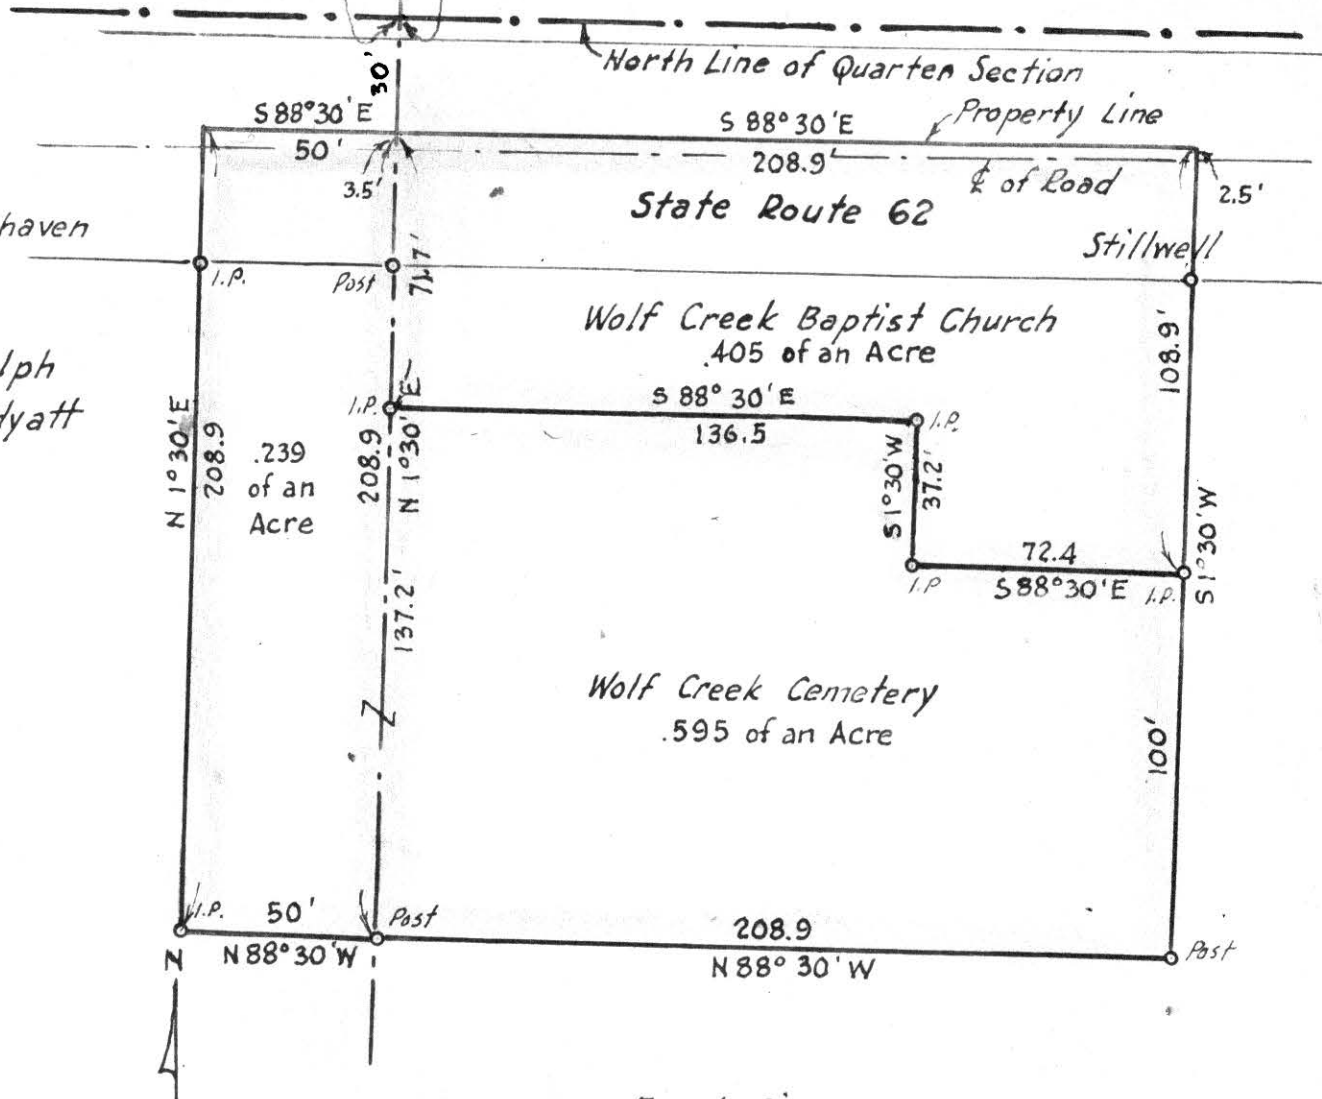 30'
North Line of Quarter Section
S 88°30'E
50'
S 88°30'E
208.9'
Property Line
3.5'
℄ of Road
2.5'
State Route 62
haven
Stillwell
I.P.
Post
71.7'
Wolf Creek Baptist Church
.405 of an Acre
108.9'
lph
yatt
I.P.
S 88°30'E
136.5
I.P.
N 1°30'E
208.9
.239
of an
Acre
208.9
N 1°30'E
S 1°30'W
37.2'
72.4
S 88°30'E
I.P
I.P.
S 1°30'W
137.2'
Wolf Creek Cemetery
.595 of an Acre
100'
I.P.
50'
Post
N 88°30'W
208.9
N 88°30'W
Post
N